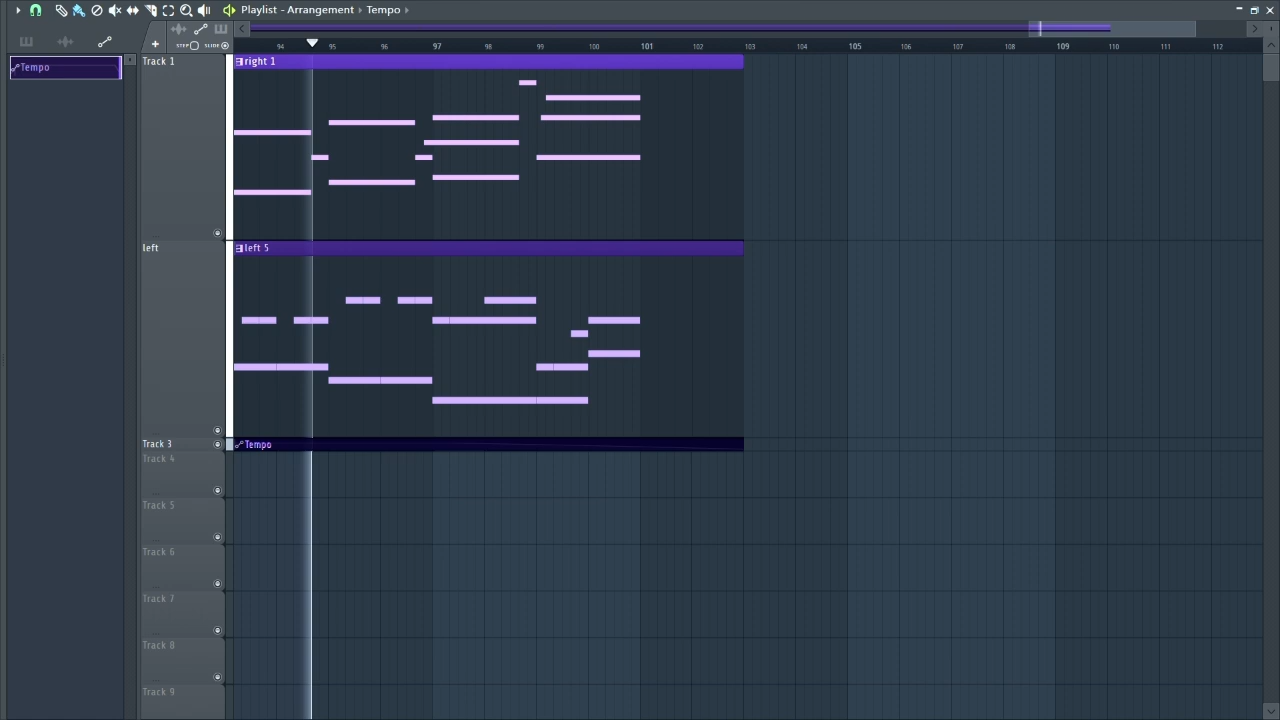 Playlist - Arrangement › Tempo ›
STEP SLIDE
94 95 96 97 98 99 100 101 102 103 104 105 106 107 108 109 110 111 112
Tempo
Track 1
right 1
left
left 5
Track 3
Tempo
Track 4
Track 5
Track 6
Track 7
Track 8
Track 9